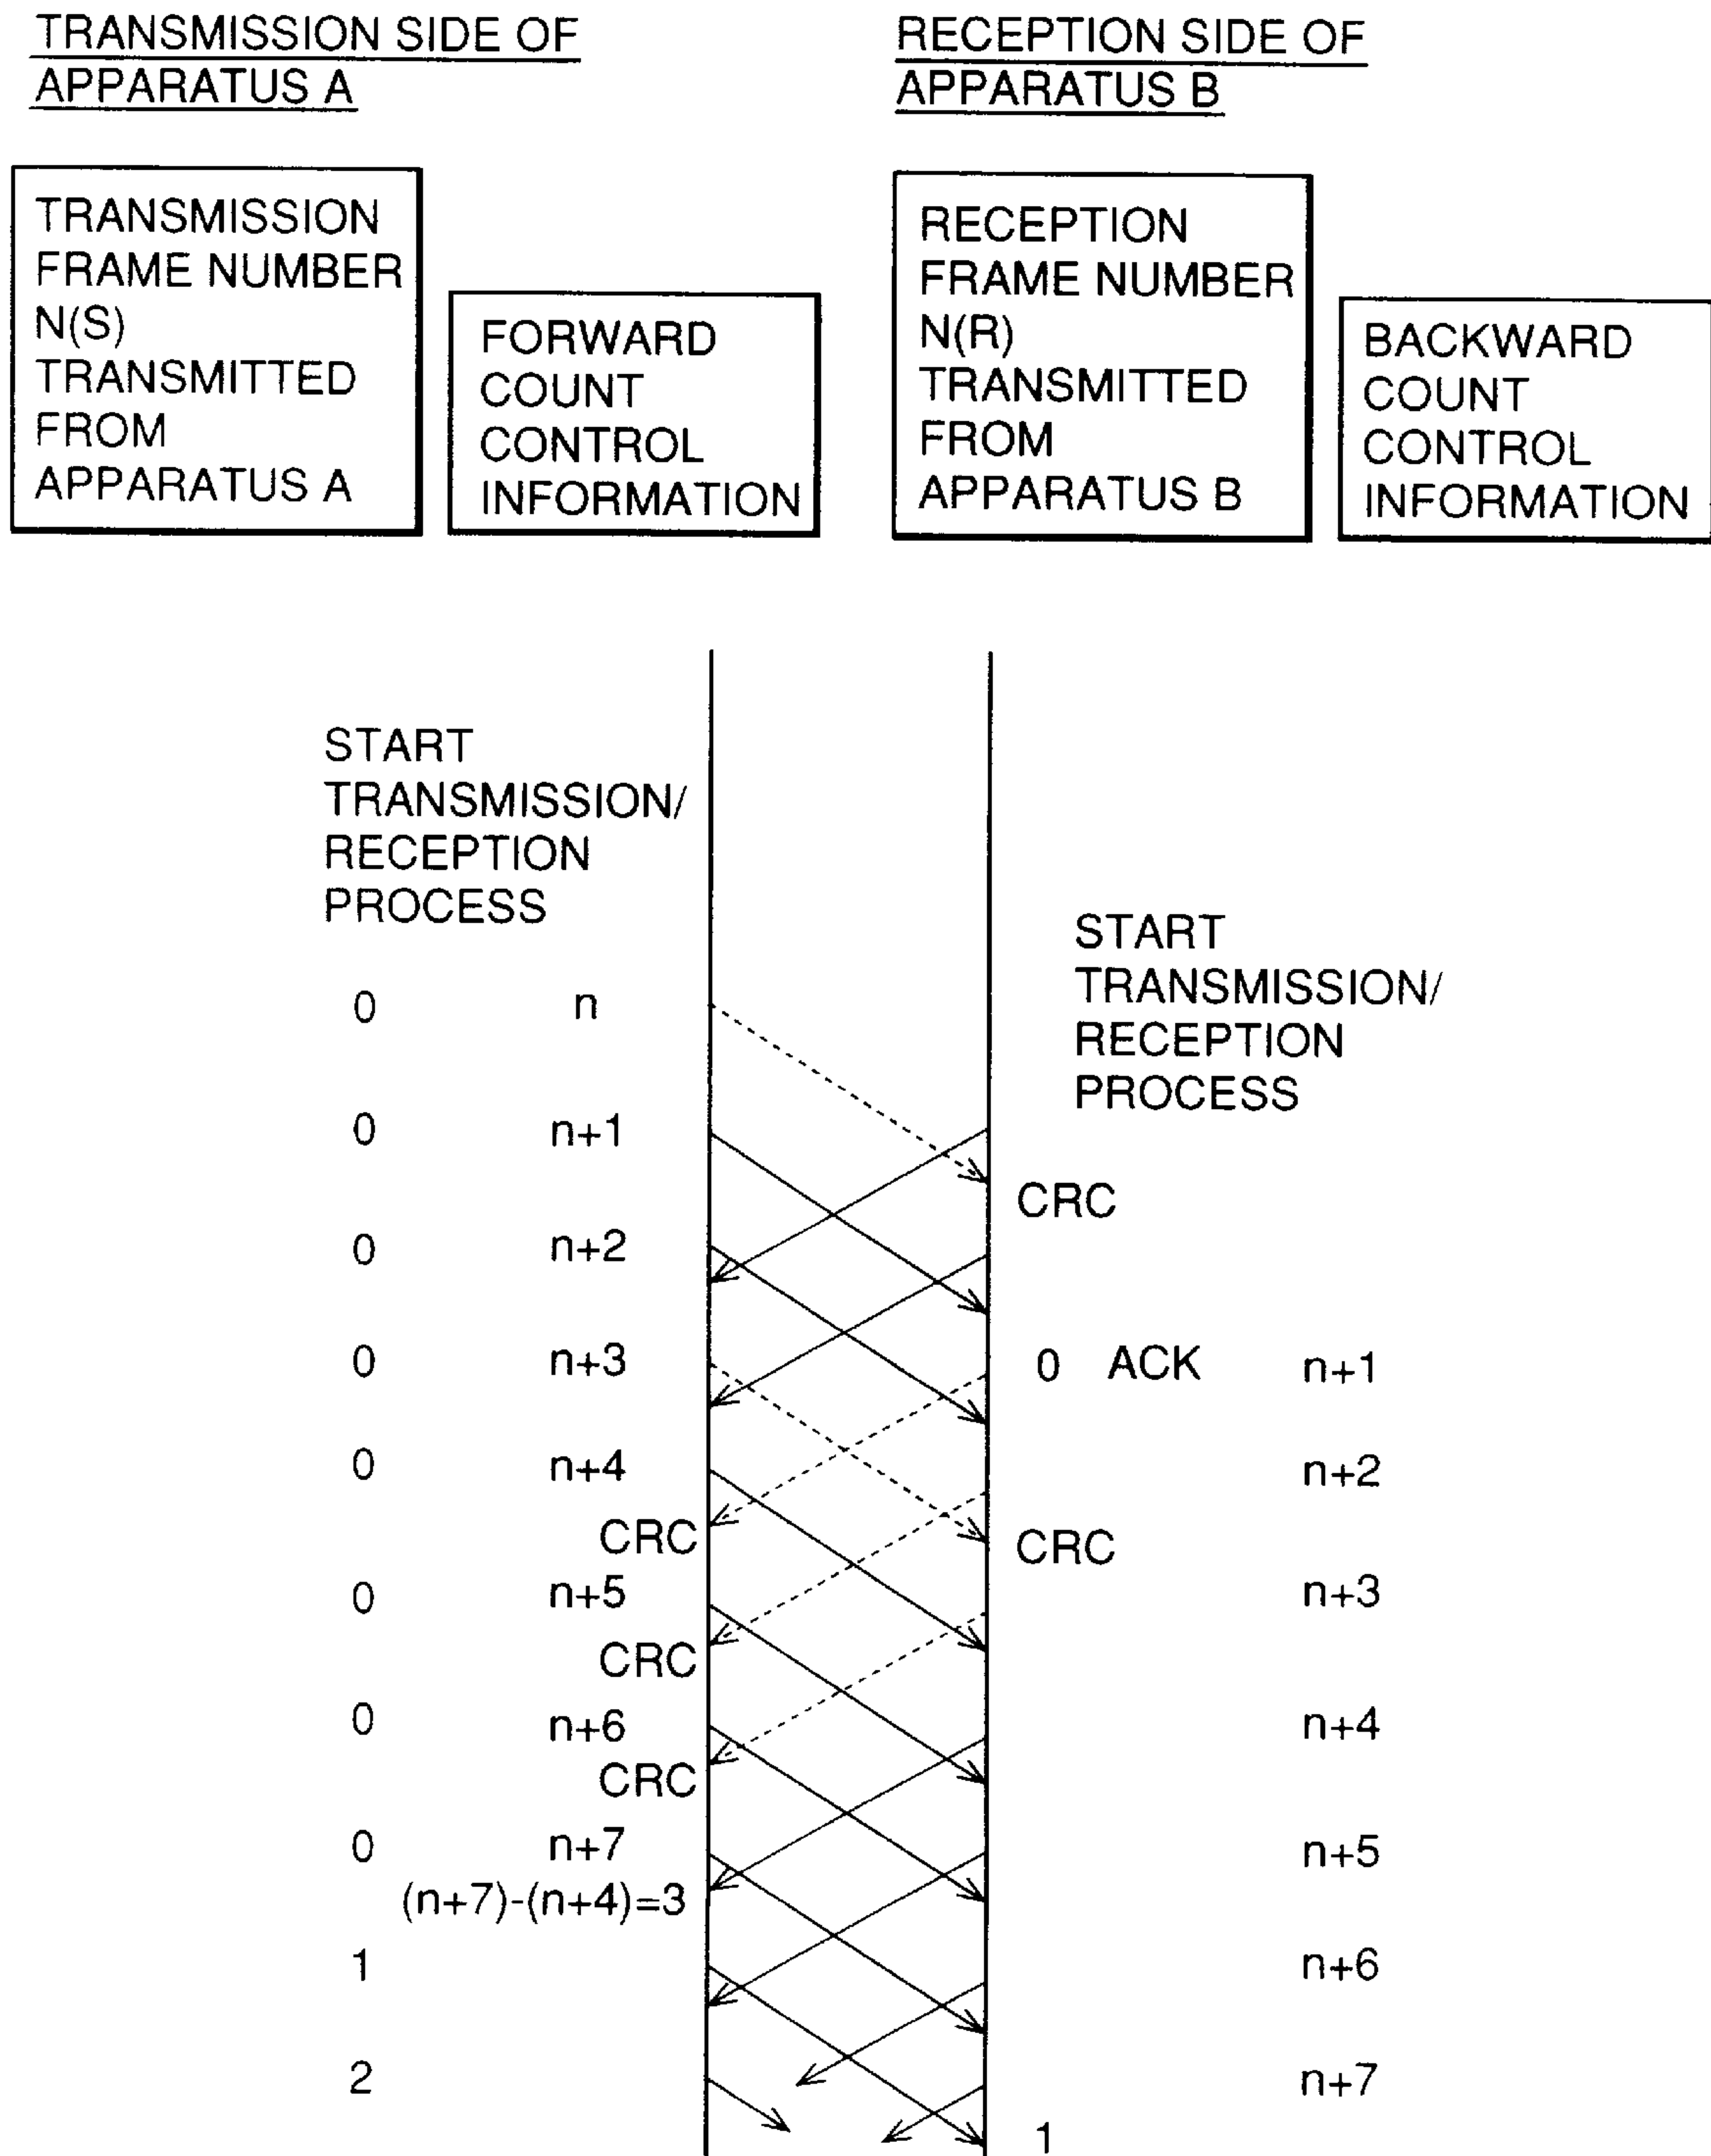 TRANSMISSION SIDE OF
APPARATUS A
RECEPTION SIDE OF
APPARATUS B
TRANSMISSION
FRAME NUMBER
N(S)
TRANSMITTED
FROM
APPARATUS A
FORWARD
COUNT
CONTROL
INFORMATION
RECEPTION
FRAME NUMBER
N(R)
TRANSMITTED
FROM
APPARATUS B
BACKWARD
COUNT
CONTROL
INFORMATION
START
TRANSMISSION/
RECEPTION
PROCESS
START
TRANSMISSION/
RECEPTION
PROCESS
0 n
0 n+1
CRC
0 n+2
0 n+3
0 ACK n+1
0 n+4
n+2
CRC
CRC
0 n+5
n+3
CRC
0 n+6
n+4
CRC
0 n+7
n+5
(n+7)-(n+4)=3
1
n+6
2
n+7
1